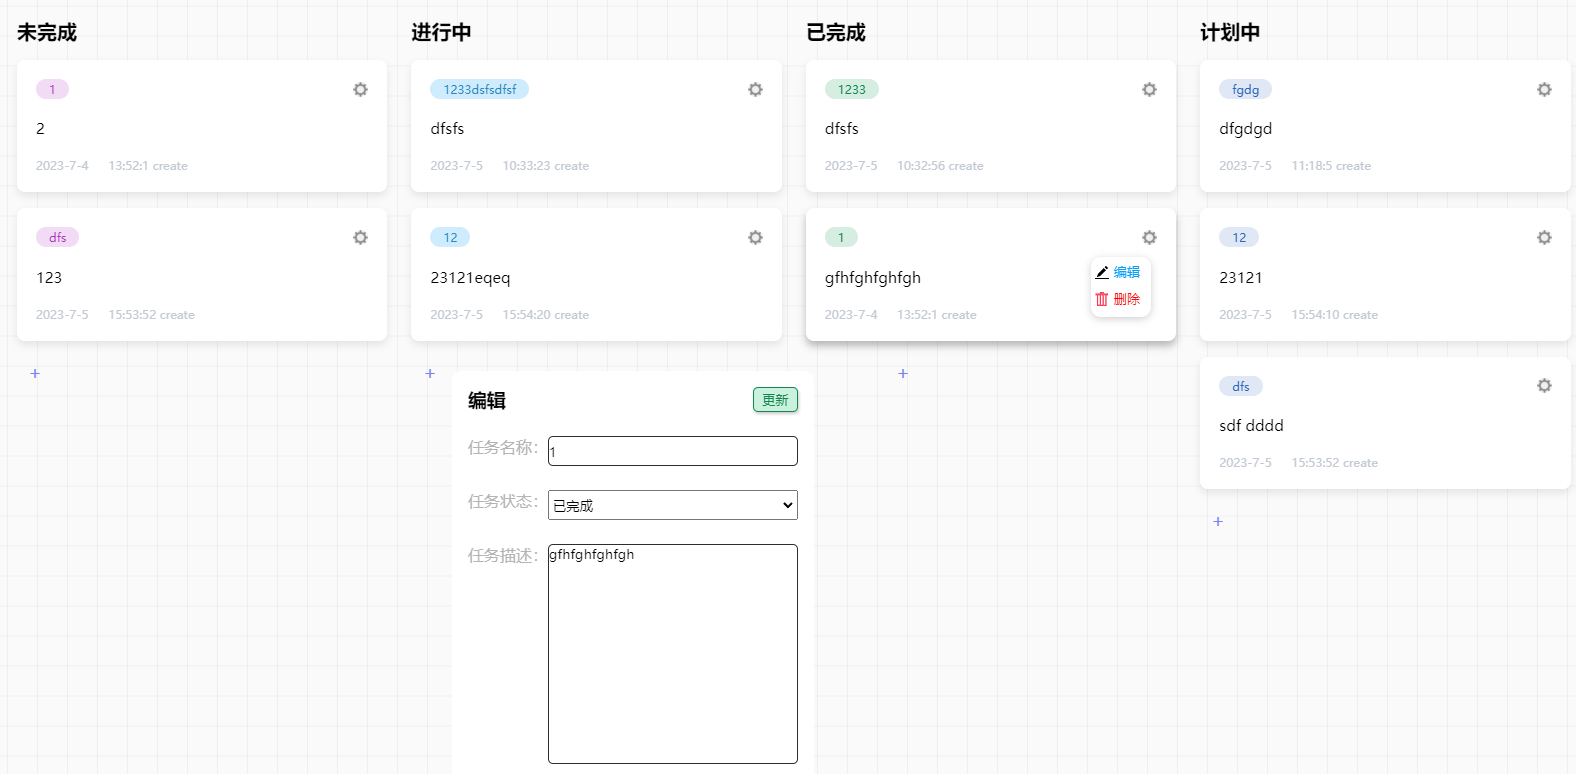 未完成
1
2
2023-7-4 13:52:1 create
dfs
123
2023-7-5 15:53:52 create
+
进行中
1233dsfsdfsf
dfsfs
2023-7-5 10:33:23 create
12
23121eqeq
2023-7-5 15:54:20 create
+
已完成
1233
dfsfs
2023-7-5 10:32:56 create
1
gfhfghfghfgh
2023-7-4 13:52:1 create
编辑
删除
+
计划中
fgdg
dfgdgd
2023-7-5 11:18:5 create
12
23121
2023-7-5 15:54:10 create
dfs
sdf dddd
2023-7-5 15:53:52 create
+
编辑
更新
任务名称: 1
任务状态: 已完成
任务描述: gfhfghfghfgh